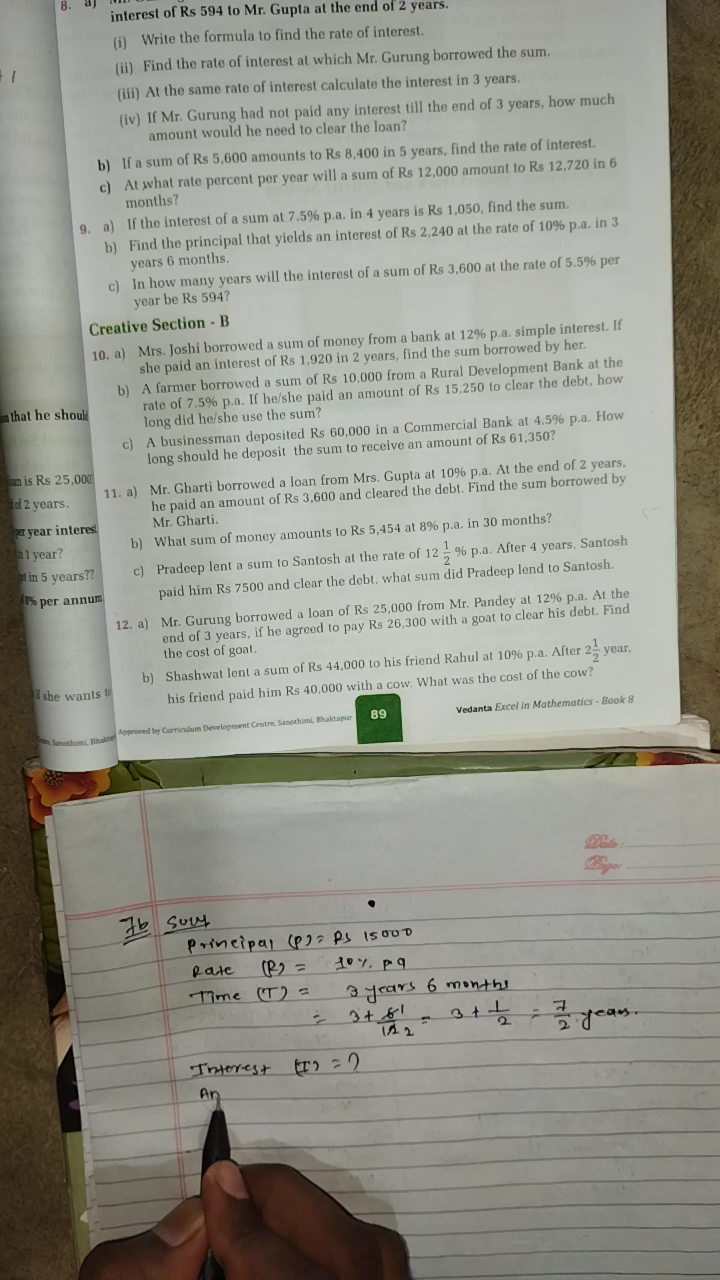 8. a)
interest of Rs 594 to Mr. Gupta at the end of 2 years.
(i) Write the formula to find the rate of interest.
(ii) Find the rate of interest at which Mr. Gurung borrowed the sum.
(iii) At the same rate of interest calculate the interest in 3 years.
(iv) If Mr. Gurung had not paid any interest till the end of 3 years, how much
amount would he need to clear the loan?
b) If a sum of Rs 5,600 amounts to Rs 8,400 in 5 years, find the rate of interest.
c) At what rate percent per year will a sum of Rs 12,000 amount to Rs 12,720 in 6
months?
9. a) If the interest of a sum at 7.5% p.a. in 4 years is Rs 1,050, find the sum.
b) Find the principal that yields an interest of Rs 2,240 at the rate of 10% p.a. in 3
years 6 months.
c) In how many years will the interest of a sum of Rs 3,600 at the rate of 5.5% per
year be Rs 594?
Creative Section - B
10. a) Mrs. Joshi borrowed a sum of money from a bank at 12% p.a. simple interest. If
she paid an interest of Rs 1,920 in 2 years, find the sum borrowed by her.
b) A farmer borrowed a sum of Rs 10,000 from a Rural Development Bank at the
rate of 7.5% p.a. If he/she paid an amount of Rs 15,250 to clear the debt, how
long did he/she use the sum?
c) A businessman deposited Rs 60,000 in a Commercial Bank at 4.5% p.a. How
long should he deposit the sum to receive an amount of Rs 61,350?
11. a) Mr. Gharti borrowed a loan from Mrs. Gupta at 10% p.a. At the end of 2 years,
he paid an amount of Rs 3,600 and cleared the debt. Find the sum borrowed by
Mr. Gharti.
b) What sum of money amounts to Rs 5,454 at 8% p.a. in 30 months?
c) Pradeep lent a sum to Santosh at the rate of 12 1/2 % p.a. After 4 years, Santosh
paid him Rs 7500 and clear the debt, what sum did Pradeep lend to Santosh.
12. a) Mr. Gurung borrowed a loan of Rs 25,000 from Mr. Pandey at 12% p.a. At the
end of 3 years, if he agreed to pay Rs 26,300 with a goat to clear his debt. Find
the cost of goat.
b) Shashwat lent a sum of Rs 44,000 to his friend Rahul at 10% p.a. After 2 1/2 year,
his friend paid him Rs 40,000 with a cow. What was the cost of the cow?
Approved by Curriculum Development Centre, Sanothimi, Bhaktapur
89
Vedanta Excel in Mathematics - Book 8
that he should
is Rs 25,000
of 2 years.
per year interest
1 year?
in 5 years??
% per annum
she wants
Sanothimi,
Date:
Page:
7b Soln
Principal (P) = Rs 15000
Rate (R) = 10% pa
Time (T) = 3 years 6 months
= 3 + 6 1/12 2 = 3 + 1/2 = 7/2 years.
Interest (I) = ?
An